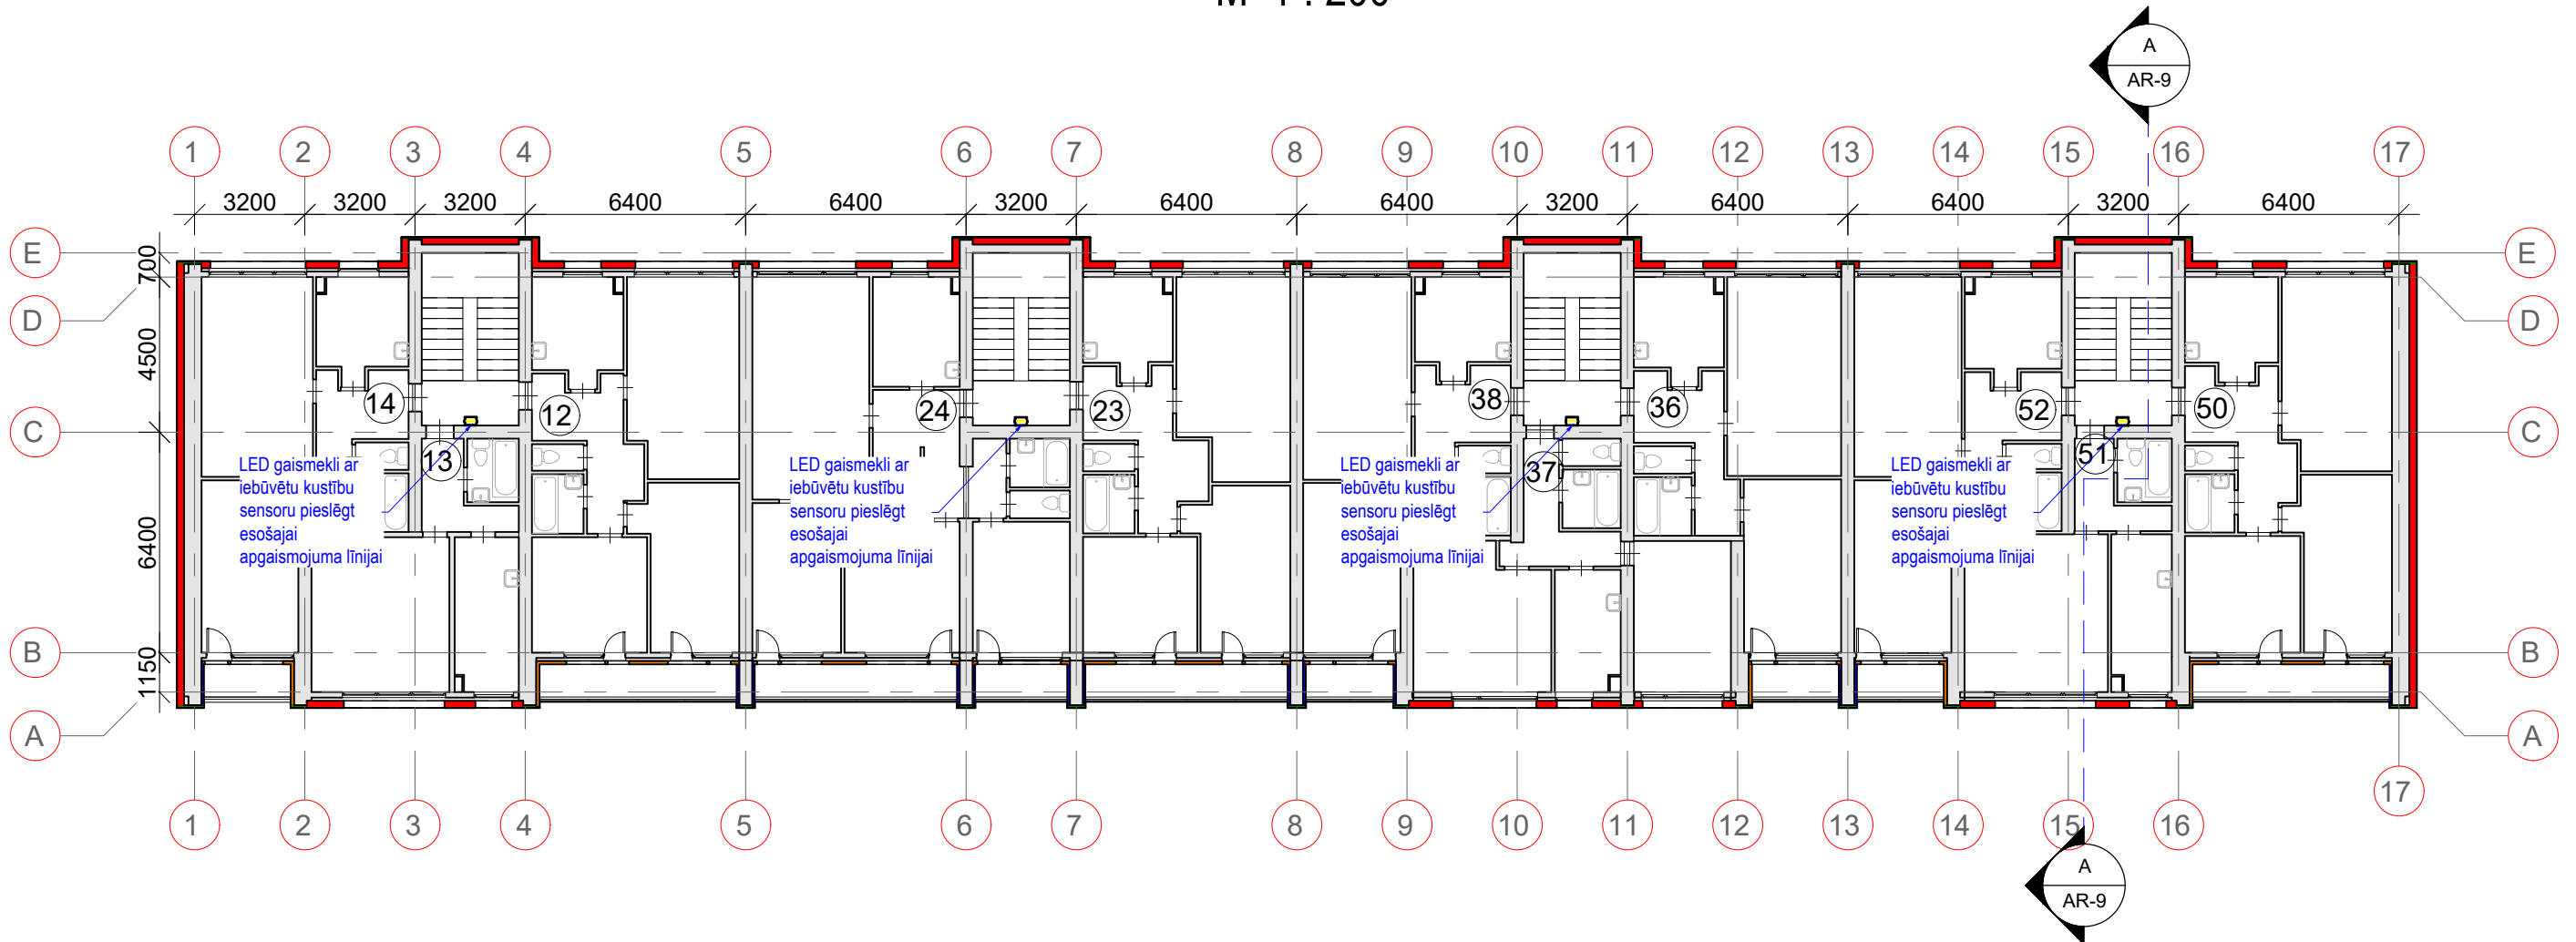 M 1 : 200
A
AR-9
1 2 3 4 5 6 7 8 9 10 11 12 13 14 15 16 17
3200 3200 3200 6400 6400 3200 6400 6400 3200 6400 6400 3200 6400
E E
700
D D
4500
14 12 24 23 38 36 52 50
C C
13 37 51
LED gaismekli ar
iebūvētu kustību
sensoru pieslēgt
esošajai
apgaismojuma līnijai
LED gaismekli ar
iebūvētu kustību
sensoru pieslēgt
esošajai
apgaismojuma līnijai
LED gaismekli ar
iebūvētu kustību
sensoru pieslēgt
esošajai
apgaismojuma līnijai
LED gaismekli ar
iebūvētu kustību
sensoru pieslēgt
esošajai
apgaismojuma līnijai
6400
B B
1150
A A
1 2 3 4 5 6 7 8 9 10 11 12 13 14 15 16 17
A
AR-9